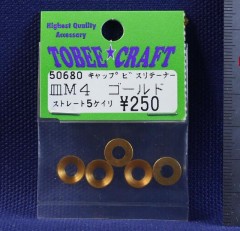 Highest Quality
Accessory
TOBEE★CRAFT
50680 キャップビスリテーナー
皿M4 ゴールド
ストレート5ケイリ ¥250